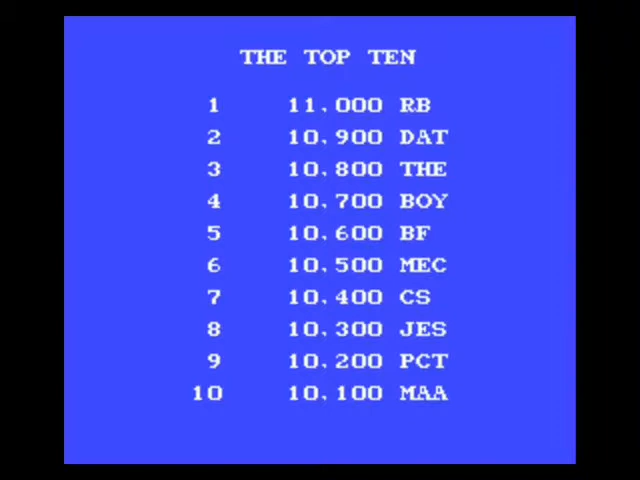 THE TOP TEN
1 11,000 RB
2 10,900 DAT
3 10,800 THE
4 10,700 BOY
5 10,600 BF
6 10,500 MEC
7 10,400 CS
8 10,300 JES
9 10,200 PCT
10 10,100 MAA